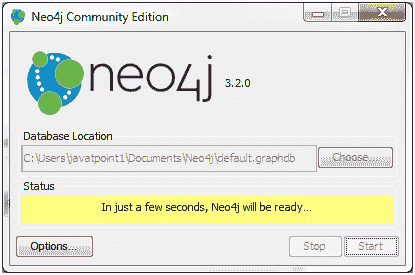 Neo4j Community Edition
neo4j 3.2.0
Database Location
C:\Users\javatpoint1\Documents\Neo4j\default.graphdb
Choose...
Status
In just a few seconds, Neo4j will be ready...
Options...
Stop
Start